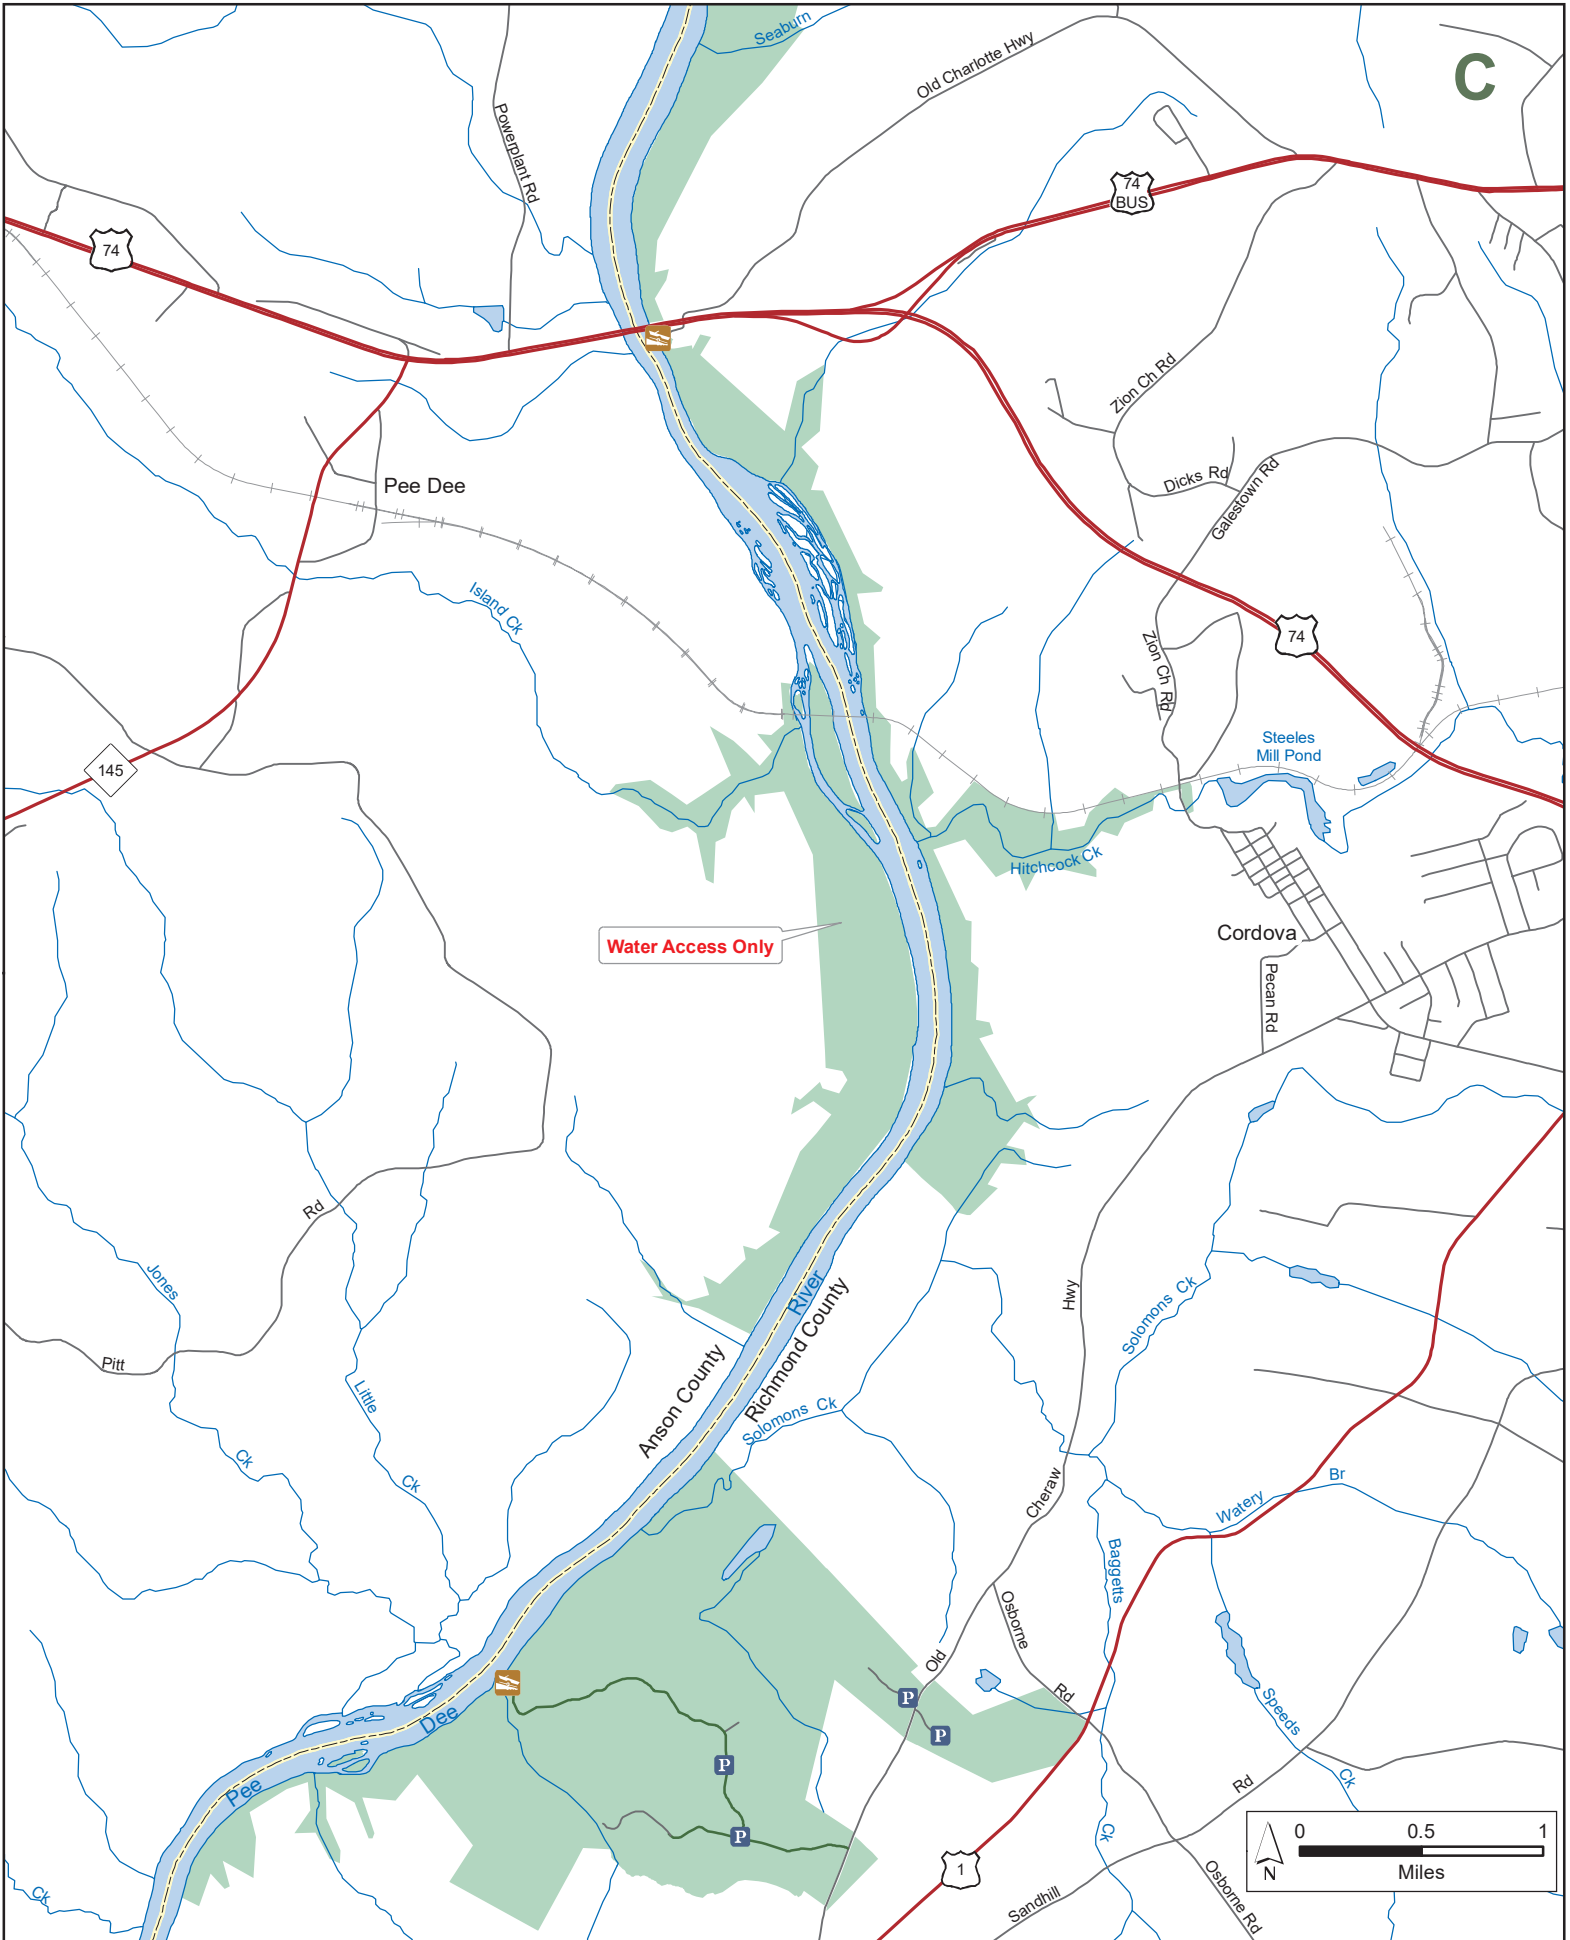 Seaburn
Old Charlotte Hwy
C
Powerplant Rd
74
BUS
74
Zion Ch Rd
Pee Dee
Dicks Rd
Galestown Rd
Island Ck
74
Zion Ch Rd
Steeles
Mill Pond
145
Hitchcock Ck
Water Access Only
Cordova
Pecan Rd
Rd
Jones
River
Richmond County
Hwy
Solomons Ck
Pitt
Anson County
Little
Solomons Ck
Ck
Ck
Cheraw
Br
Watery
Baggetts
Osborne
Old
Rd
P
P
Speeds
Dee
P
Pee
Ck
Rd
P
Ck
0 0.5 1
Miles
N
1
Osborne Rd
Sandhill
Ck